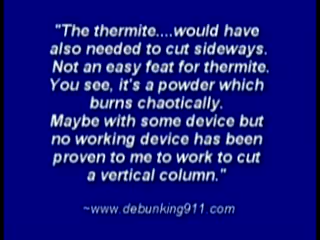 "The thermite....would have
also needed to cut sideways.
Not an easy feat for thermite.
You see, it's a powder which
burns chaotically.
Maybe with some device but
no working device has been
proven to me to work to cut
a vertical column."
~www.debunking911.com